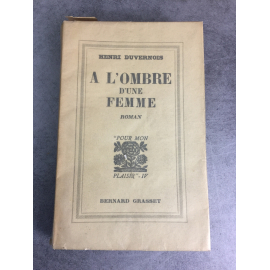 HENRI DUVERNOIS
A L'OMBRE
D'UNE
FEMME
ROMAN
"POUR MON
PLAISIR"-IV
BERNARD GRASSET